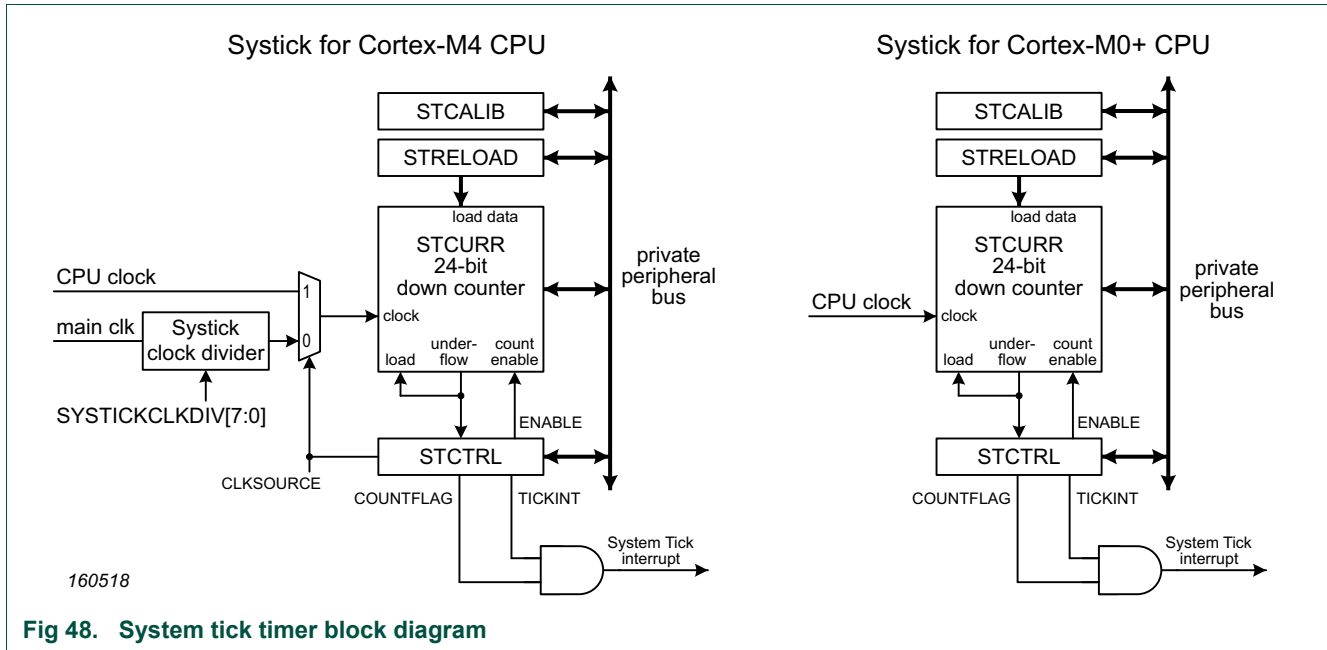 Systick for Cortex-M4 CPU
STCALIB
STRELOAD
load data
STCURR
24-bit
down counter
private
peripheral
bus
CPU clock
1
main clk
Systick
clock divider
0
clock
load
under-
flow
count
enable
SYSTICKCLKDIV[7:0]
ENABLE
STCTRL
CLKSOURCE
COUNTFLAG
TICKINT
System Tick
interrupt
160518
Systick for Cortex-M0+ CPU
STCALIB
STRELOAD
load data
STCURR
24-bit
down counter
private
peripheral
bus
CPU clock
clock
load
under-
flow
count
enable
ENABLE
STCTRL
COUNTFLAG
TICKINT
System Tick
interrupt
Fig 48. System tick timer block diagram